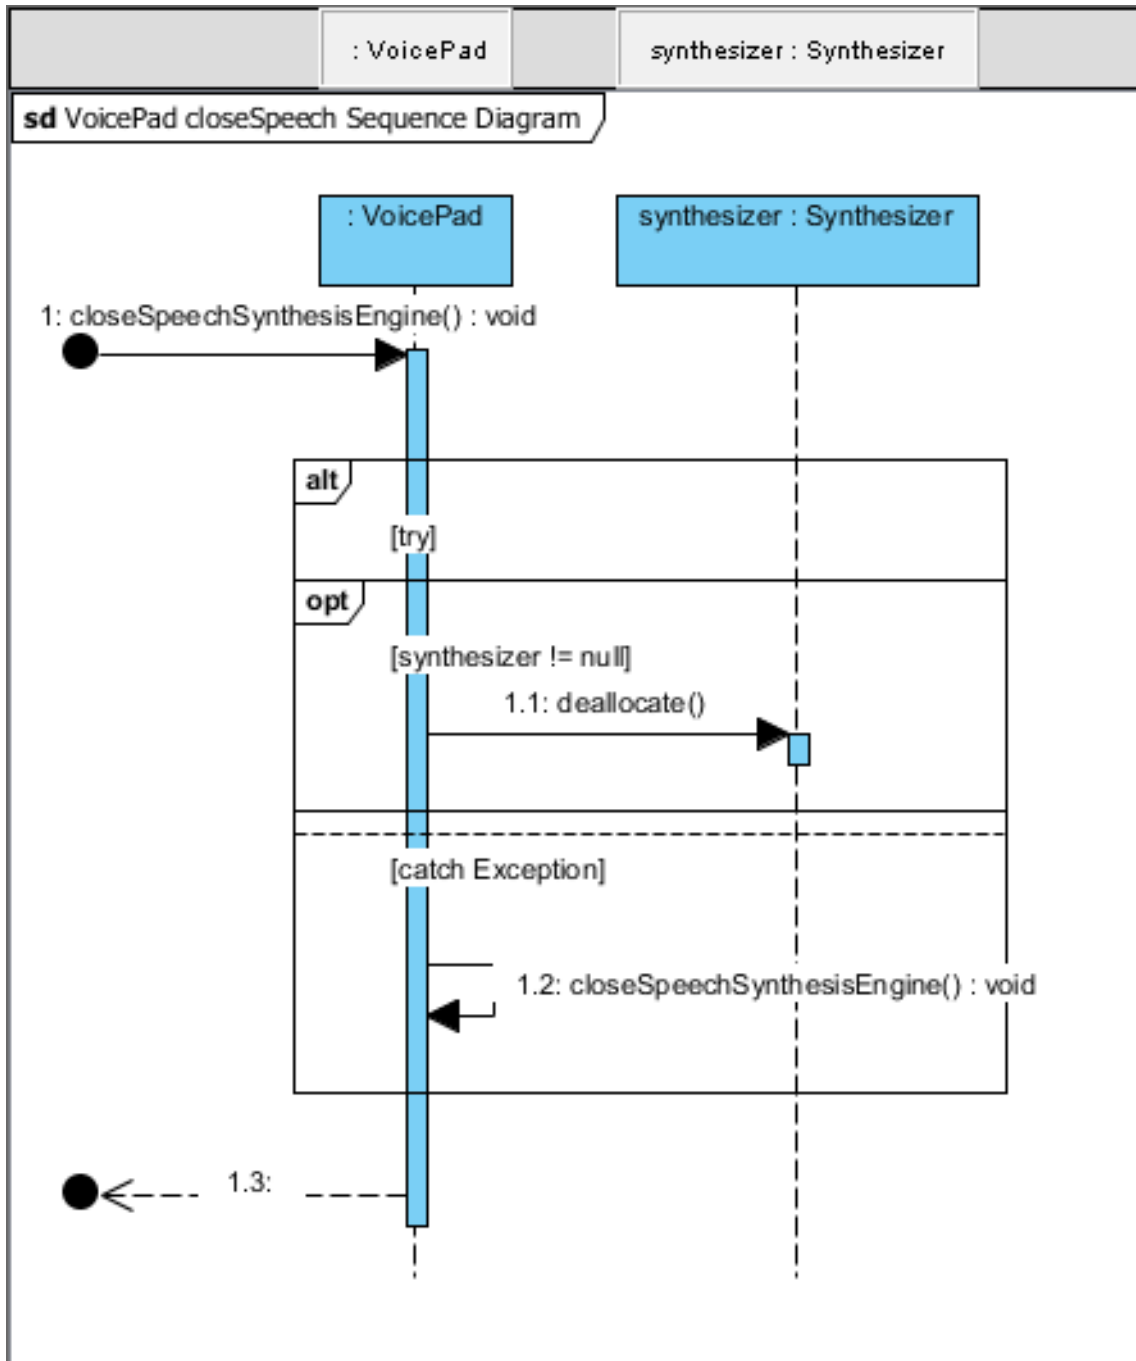 : VoicePad
synthesizer : Synthesizer
sd VoicePad closeSpeech Sequence Diagram
: VoicePad
synthesizer : Synthesizer
1: closeSpeechSynthesisEngine() : void
alt
[try]
opt
[synthesizer != null]
1.1: deallocate()
[catch Exception]
1.2: closeSpeechSynthesisEngine() : void
1.3: